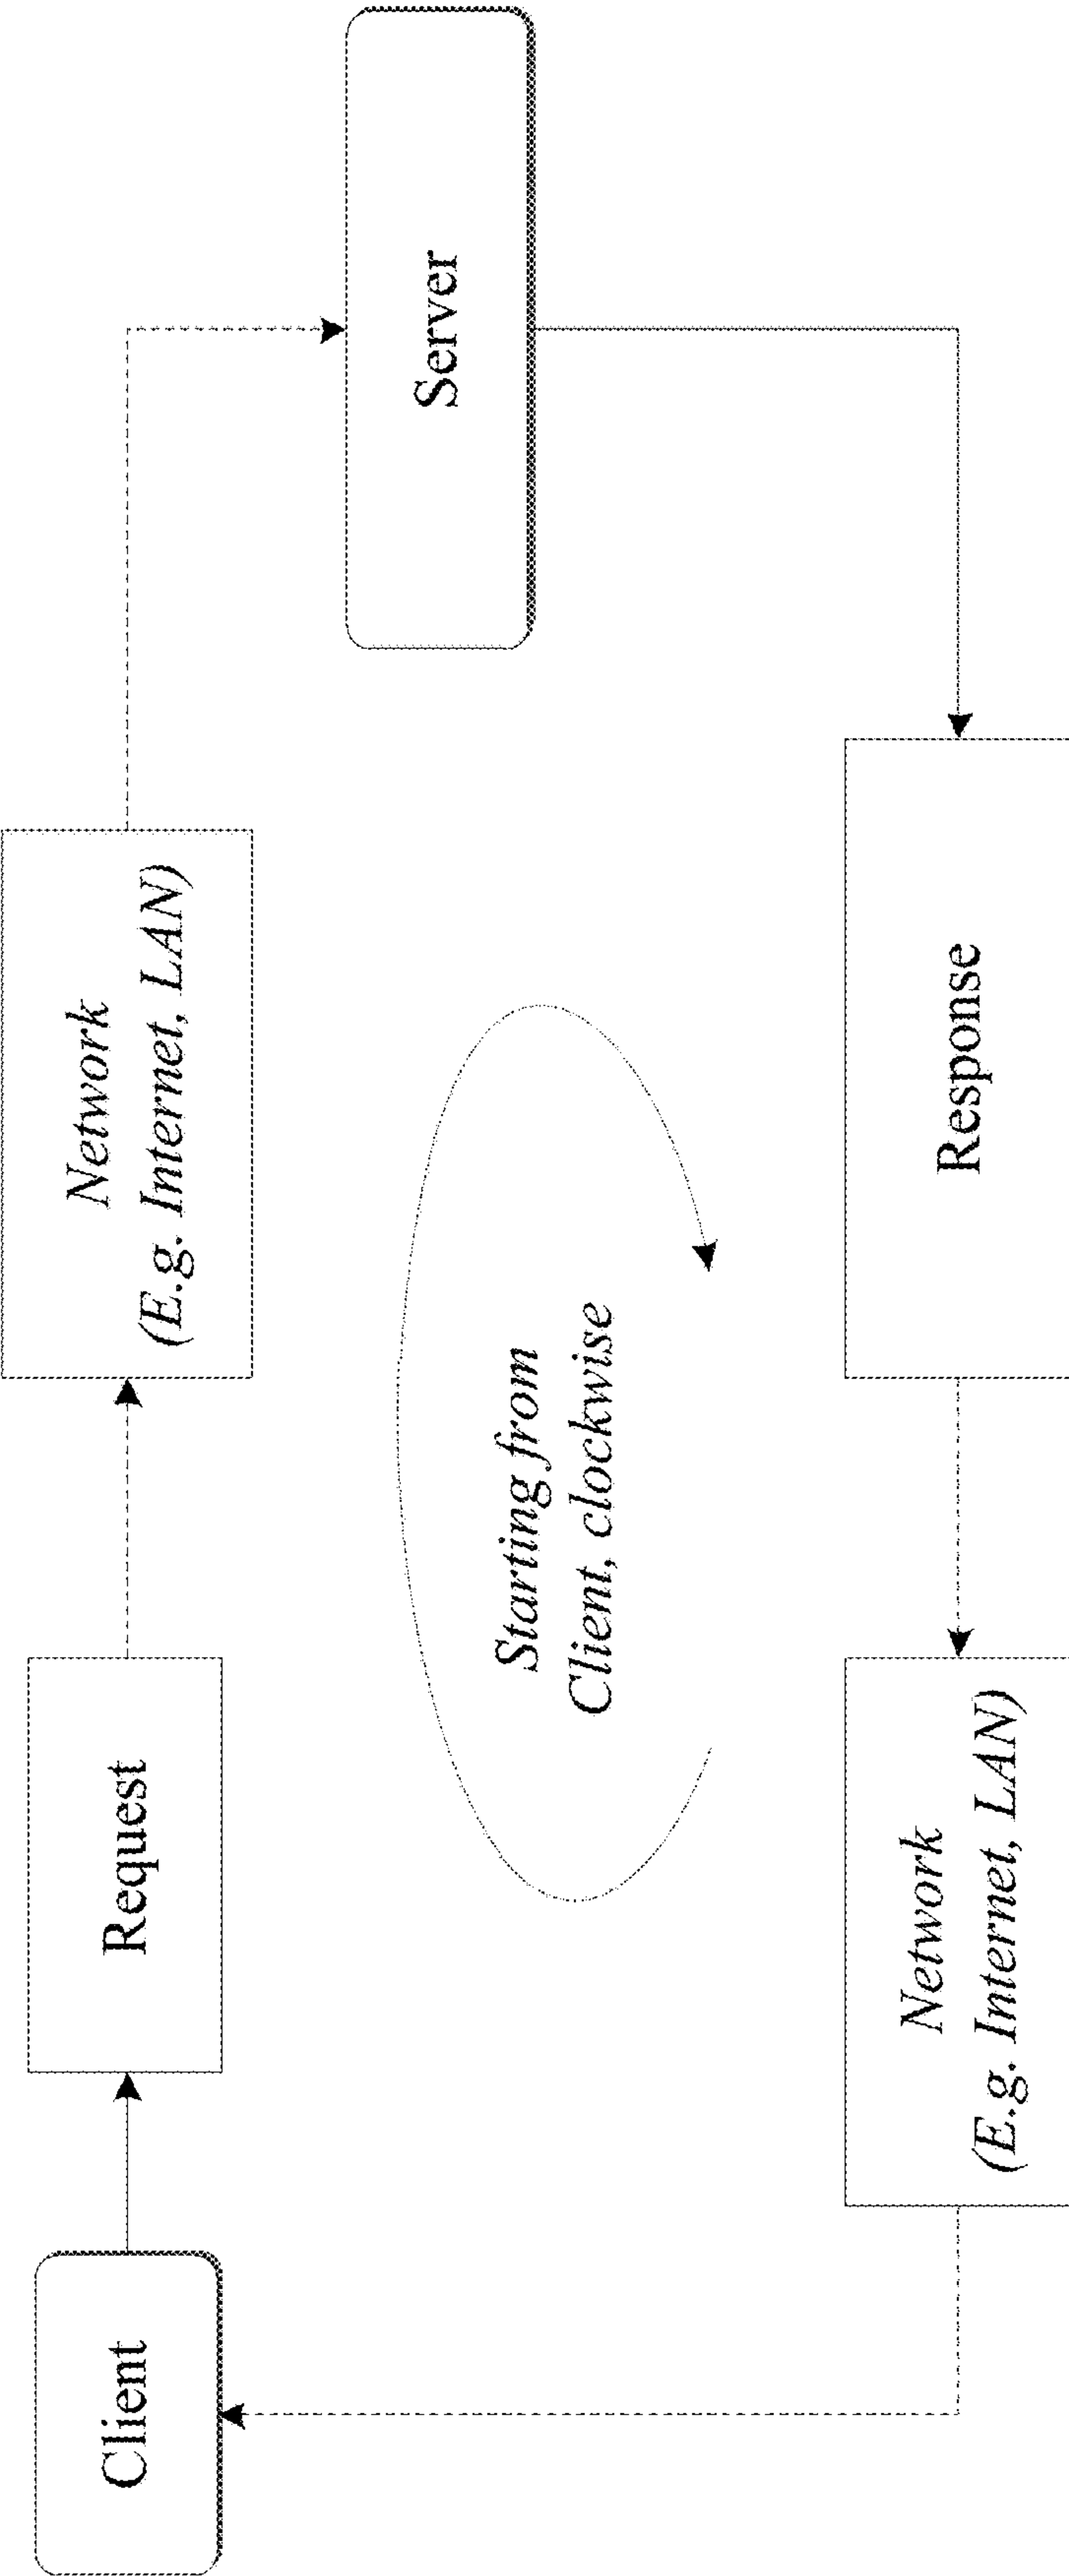 Client
Request
Network
(E.g. Internet, LAN)
Server
Starting from
Client, clockwise
Network
(E.g. Internet, LAN)
Response